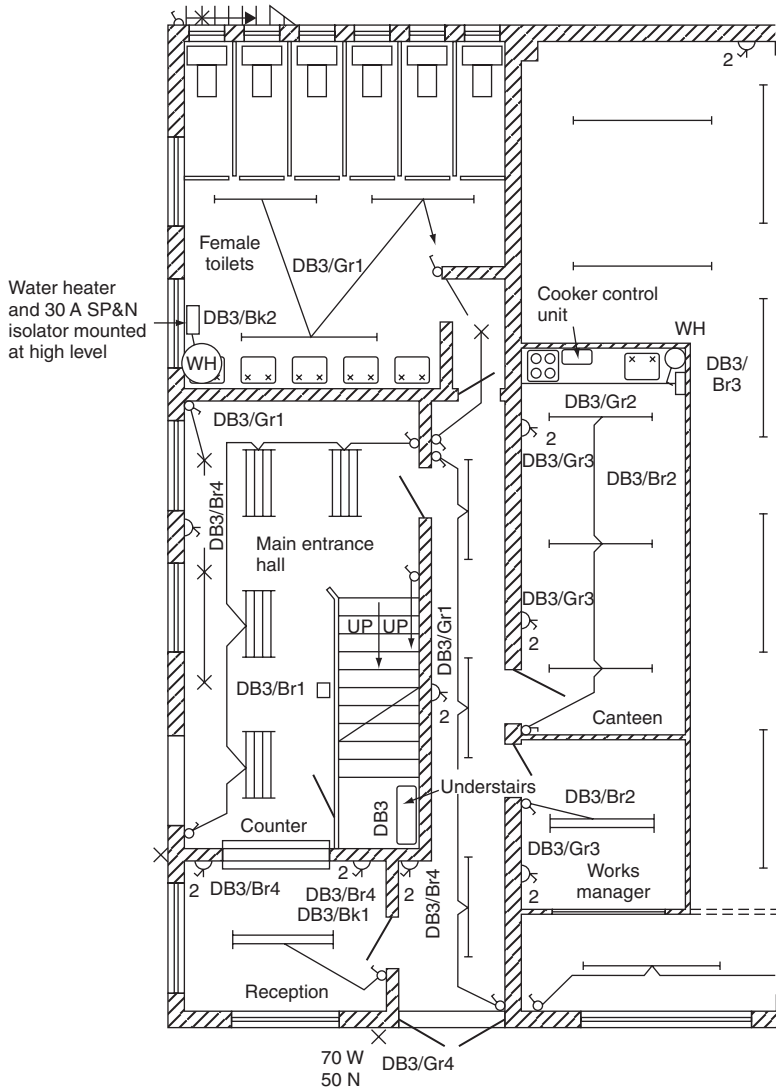 2
Female
toilets
DB3/Gr1
Water heater
and 30 A SP&N
isolator mounted
at high level
DB3/Bk2
WH
Cooker control
unit
WH
DB3/
Br3
DB3/Gr1
DB3/Gr2
2
DB3/Gr3
DB3/Br2
DB3/Br4
Main entrance
hall
DB3/Gr3
2
UP
UP
DB3/Gr1
DB3/Br1
2
Canteen
Understairs
DB3
DB3/Br2
Counter
DB3/Gr3
2
DB3/Br4
2
DB3/Br4
DB3/Bk1
2
DB3/Br4
2
Works
manager
Reception
70 W
50 N
DB3/Gr4